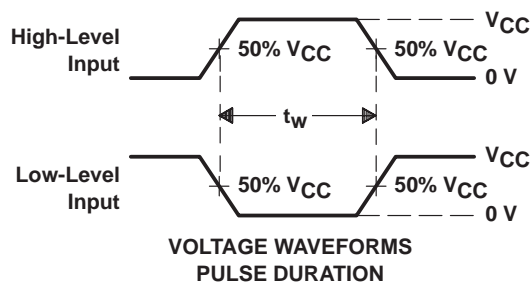 High-Level
Input
50% VCC
50% VCC
VCC
0 V
tw
Low-Level
Input
50% VCC
50% VCC
VCC
0 V
VOLTAGE WAVEFORMS
PULSE DURATION